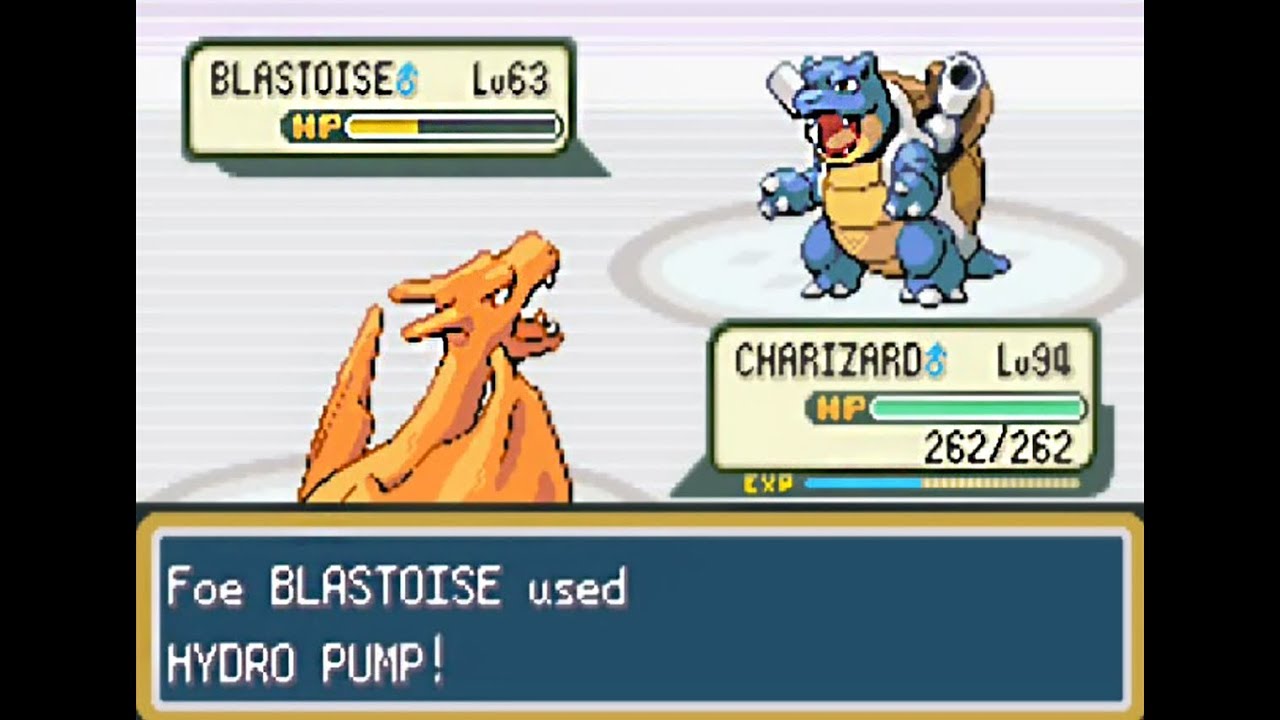 BLASTOISE♂ Lv63
HP
CHARIZARD♂ Lv94
HP
262/262
EXP
Foe BLASTOISE used
HYDRO PUMP!